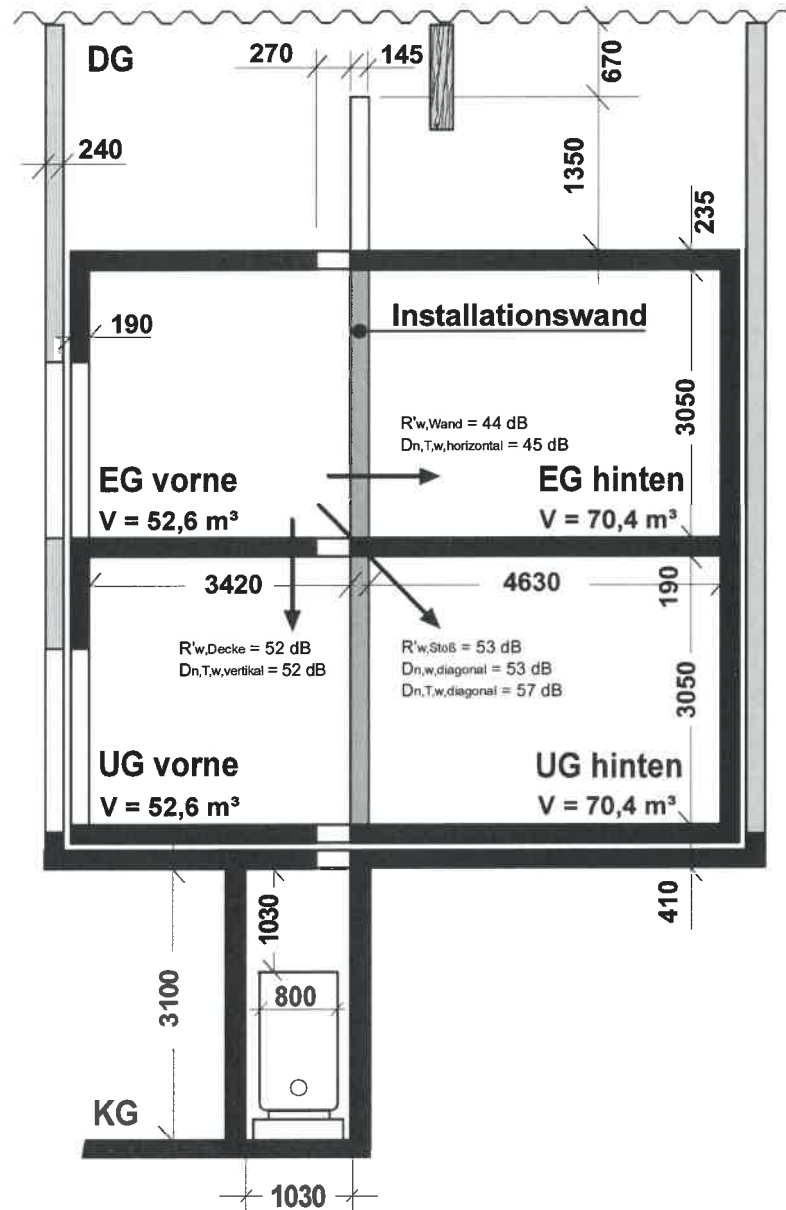 270
145
DG
670
240
1350
235
190
Installationswand
R'w,Wand = 44 dB
Dn,T,w,horizontal = 45 dB
3050
EG vorne
V = 52,6 m³
EG hinten
V = 70,4 m³
3420
4630
190
R'w,Decke = 52 dB
Dn,T,w,vertikal = 52 dB
R'w,Stoß = 53 dB
Dn,w,diagonal = 53 dB
Dn,T,w,diagonal = 57 dB
3050
UG vorne
V = 52,6 m³
UG hinten
V = 70,4 m³
410
1030
3100
800
KG
1030